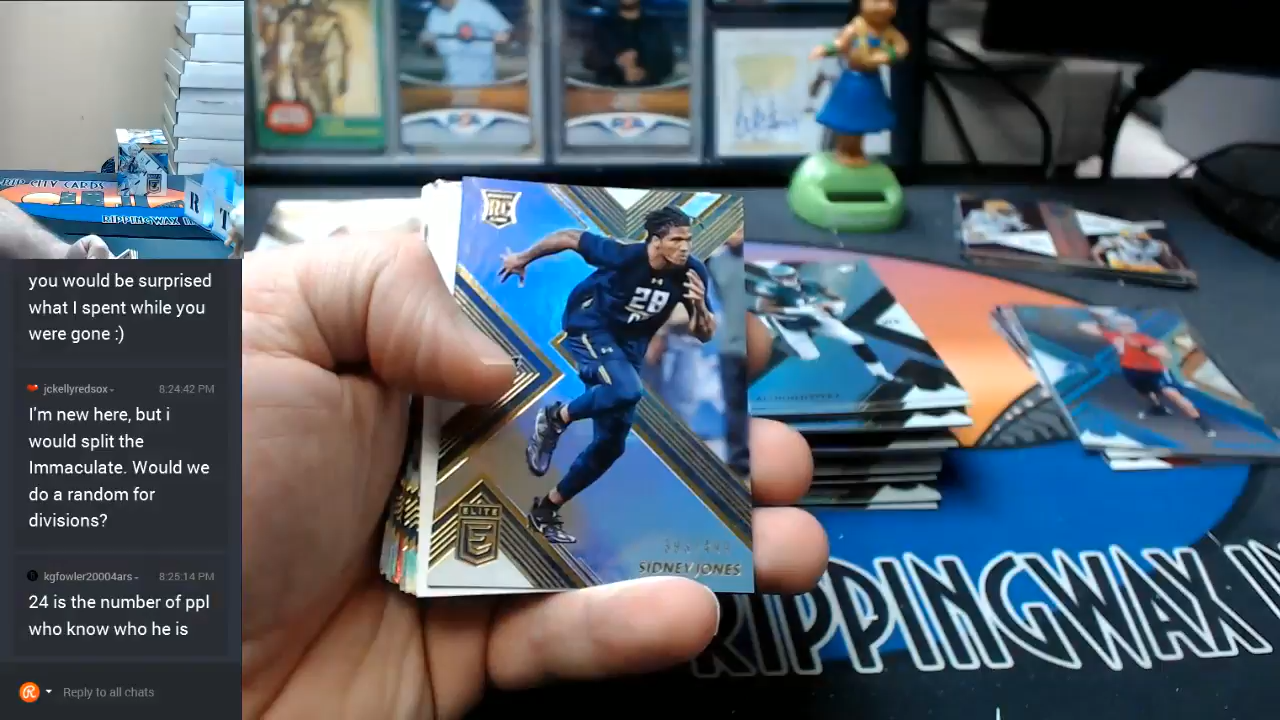 RIP CITY CARDS
RIPPINGWAX
R T
you would be surprised
what I spent while you
were gone :)
jckellyredsox - 8:24:42 PM
I'm new here, but i
would split the
Immaculate. Would we
do a random for
divisions?
kgfowler20004ars - 8:25:14 PM
24 is the number of ppl
who know who he is
R Reply to all chats
RC
28
ELITE
E
SIDNEY JONES
RIPPINGWAX